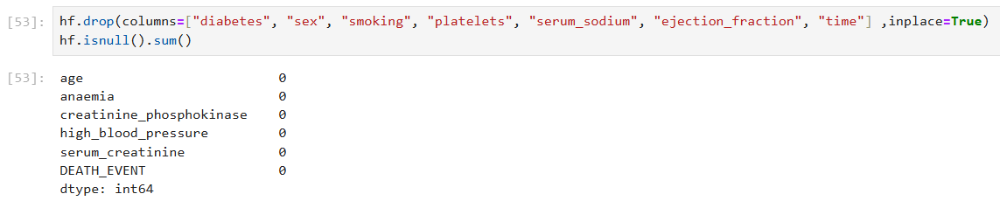 [53]: hf.drop(columns=["diabetes", "sex", "smoking", "platelets", "serum_sodium", "ejection_fraction", "time"] ,inplace=True)
hf.isnull().sum()
[53]: age 0
anaemia 0
creatinine_phosphokinase 0
high_blood_pressure 0
serum_creatinine 0
DEATH_EVENT 0
dtype: int64